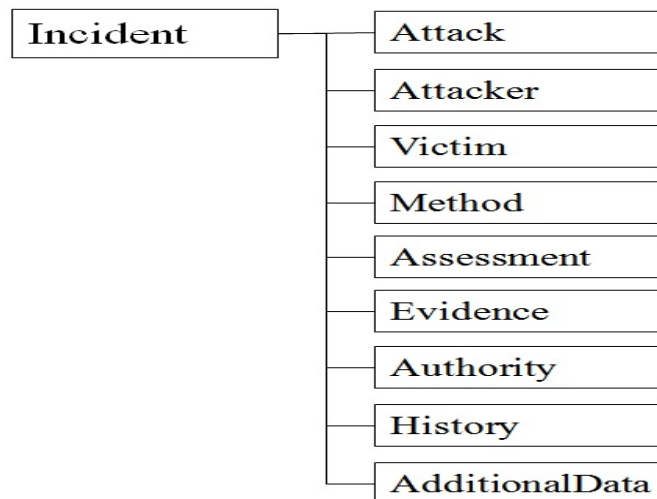 Incident
Attack
Attacker
Victim
Method
Assessment
Evidence
Authority
History
AdditionalData